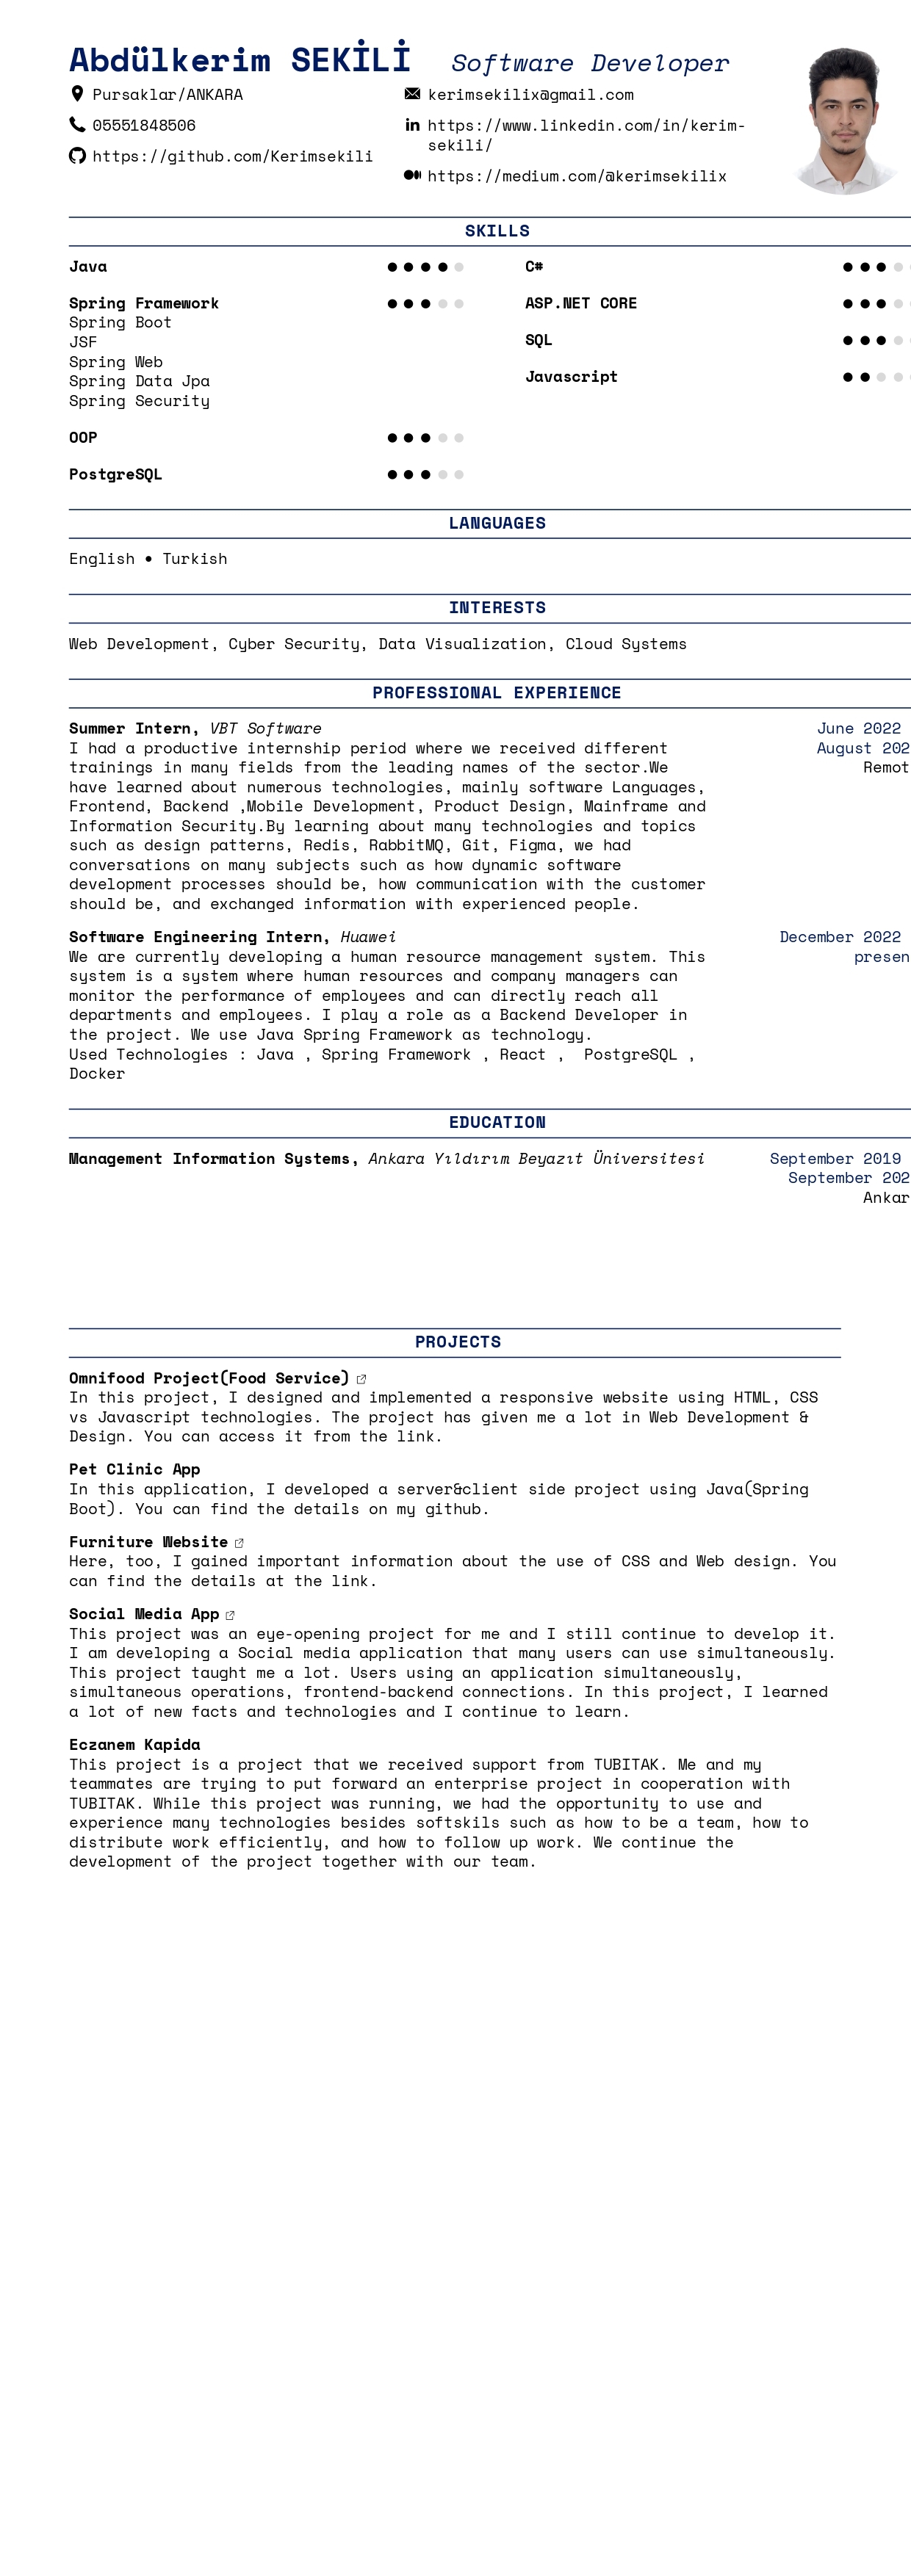 Abdülkerim SEKİLİ Software Developer
Pursaklar/ANKARA
05551848506
https://github.com/Kerimsekili
kerimsekilix@gmail.com
https://www.linkedin.com/in/kerim-
sekili/
https://medium.com/@kerimsekilix
SKILLS
Java
Spring Framework
Spring Boot
JSF
Spring Web
Spring Data Jpa
Spring Security
OOP
PostgreSQL
C#
ASP.NET CORE
SQL
Javascript
LANGUAGES
English • Turkish
INTERESTS
Web Development, Cyber Security, Data Visualization, Cloud Systems
PROFESSIONAL EXPERIENCE
Summer Intern, VBT Software
June 2022
August 202
Remot
I had a productive internship period where we received different
trainings in many fields from the leading names of the sector.We
have learned about numerous technologies, mainly software Languages,
Frontend, Backend ,Mobile Development, Product Design, Mainframe and
Information Security.By learning about many technologies and topics
such as design patterns, Redis, RabbitMQ, Git, Figma, we had
conversations on many subjects such as how dynamic software
development processes should be, how communication with the customer
should be, and exchanged information with experienced people.
Software Engineering Intern, Huawei
December 2022
presen
We are currently developing a human resource management system. This
system is a system where human resources and company managers can
monitor the performance of employees and can directly reach all
departments and employees. I play a role as a Backend Developer in
the project. We use Java Spring Framework as technology.
Used Technologies : Java , Spring Framework , React ,  PostgreSQL ,
Docker
EDUCATION
Management Information Systems, Ankara Yıldırım Beyazıt Üniversitesi
September 2019
September 202
Ankar
PROJECTS
Omnifood Project(Food Service)
In this project, I designed and implemented a responsive website using HTML, CSS
vs Javascript technologies. The project has given me a lot in Web Development &
Design. You can access it from the link.
Pet Clinic App
In this application, I developed a server&client side project using Java(Spring
Boot). You can find the details on my github.
Furniture Website
Here, too, I gained important information about the use of CSS and Web design. You
can find the details at the link.
Social Media App
This project was an eye-opening project for me and I still continue to develop it.
I am developing a Social media application that many users can use simultaneously.
This project taught me a lot. Users using an application simultaneously,
simultaneous operations, frontend-backend connections. In this project, I learned
a lot of new facts and technologies and I continue to learn.
Eczanem Kapida
This project is a project that we received support from TUBITAK. Me and my
teammates are trying to put forward an enterprise project in cooperation with
TUBITAK. While this project was running, we had the opportunity to use and
experience many technologies besides softskils such as how to be a team, how to
distribute work efficiently, and how to follow up work. We continue the
development of the project together with our team.